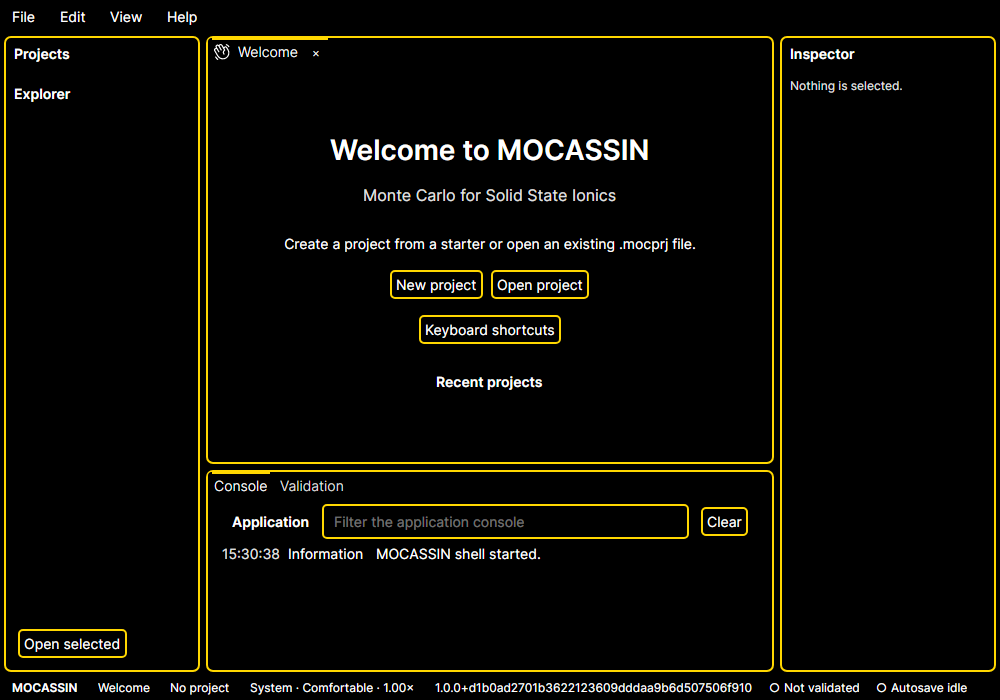 File Edit View Help
Projects
Explorer
Open selected
Welcome ×
Welcome to MOCASSIN
Monte Carlo for Solid State Ionics
Create a project from a starter or open an existing .mocprj file.
New project Open project
Keyboard shortcuts
Recent projects
Console Validation
Application Filter the application console Clear
15:30:38 Information MOCASSIN shell started.
Inspector
Nothing is selected.
MOCASSIN Welcome No project System · Comfortable · 1.00× 1.0.0+d1b0ad2701b3622123609dddaa9b6d507506f910 Not validated Autosave idle